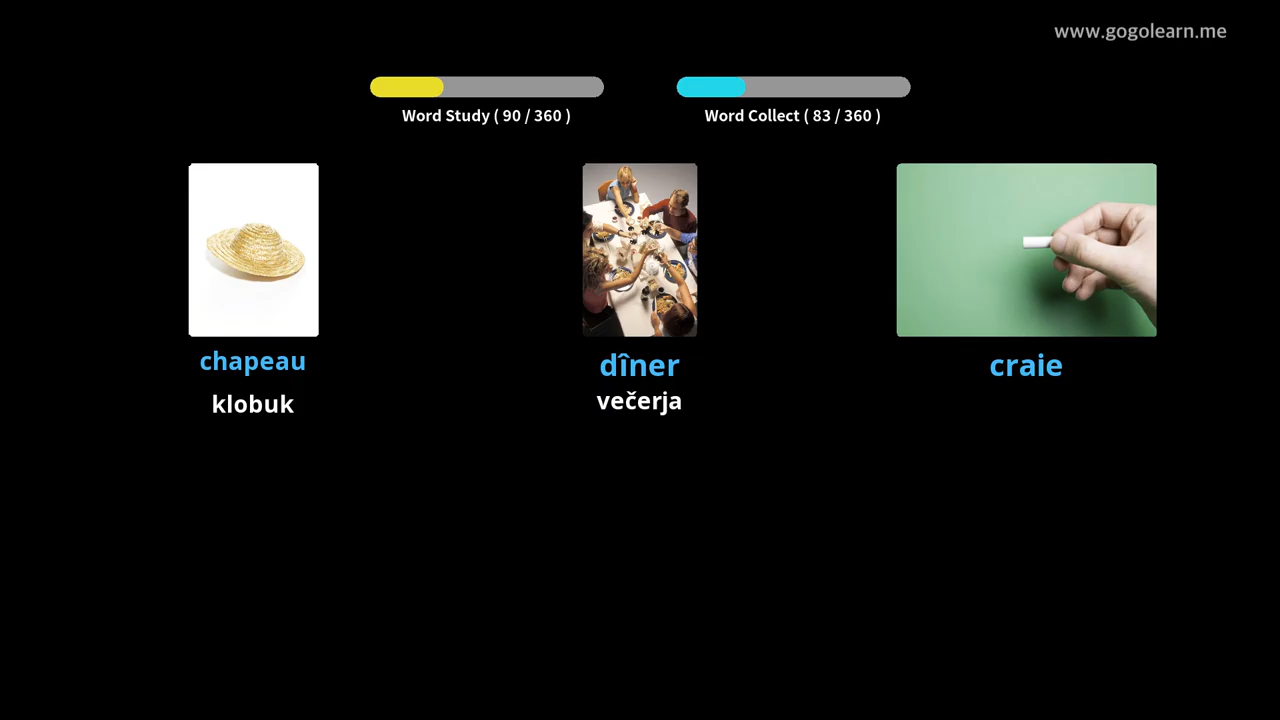 www.gogolearn.me
Word Study ( 90 / 360 )
Word Collect ( 83 / 360 )
chapeau
klobuk
dîner
večerja
craie